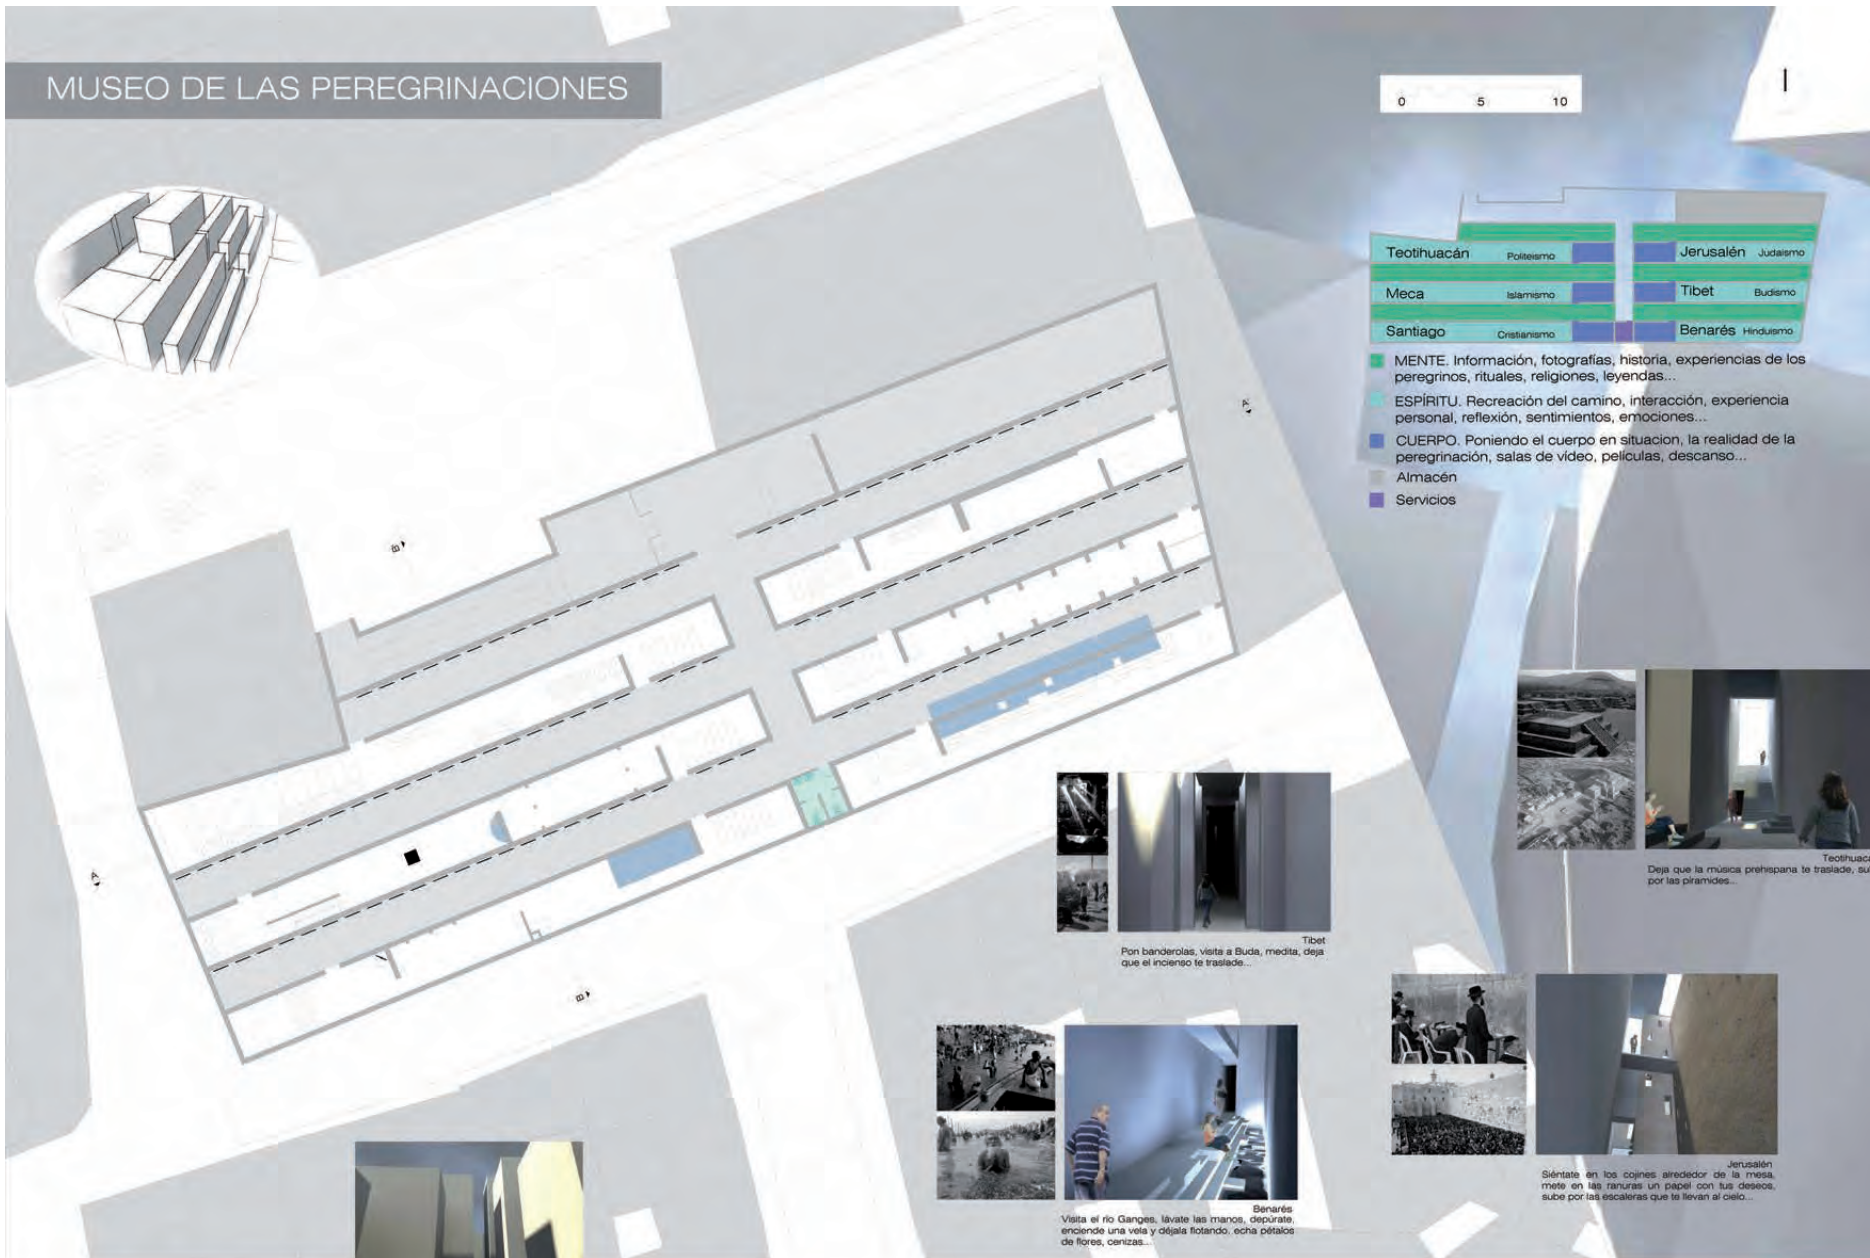 MUSEO DE LAS PEREGRINACIONES
0 5 10
I
Teotihuacán Politeismo
Jerusalén Judaismo
Meca Islamismo
Tibet Budismo
Santiago Cristianismo
Benarés Hinduismo
MENTE. Información, fotografías, historia, experiencias de los
peregrinos, rituales, religiones, leyendas...
ESPÍRITU. Recreación del camino, interacción, experiencia
personal, reflexión, sentimientos, emociones...
CUERPO. Poniendo el cuerpo en situacion, la realidad de la
peregrinación, salas de vídeo, películas, descanso...
Almacén
Servicios
A'
B'
A'
B'
Teotihuacá
Deja que la música prehispana te traslade, su
por las píramides...
Tibet
Pon banderolas, visita a Buda, medita, deja
que el incienso te traslade...
Jerusalén
Siéntate en los cojines alrededor de la mesa,
mete en las ranuras un papel con tus deseos,
sube por las escaleras que te llevan al cielo...
Benarés
Visita el río Ganges, lávate las manos, depúrate,
enciende una vela y déjala flotando, echa pétalos
de flores, cenizas...